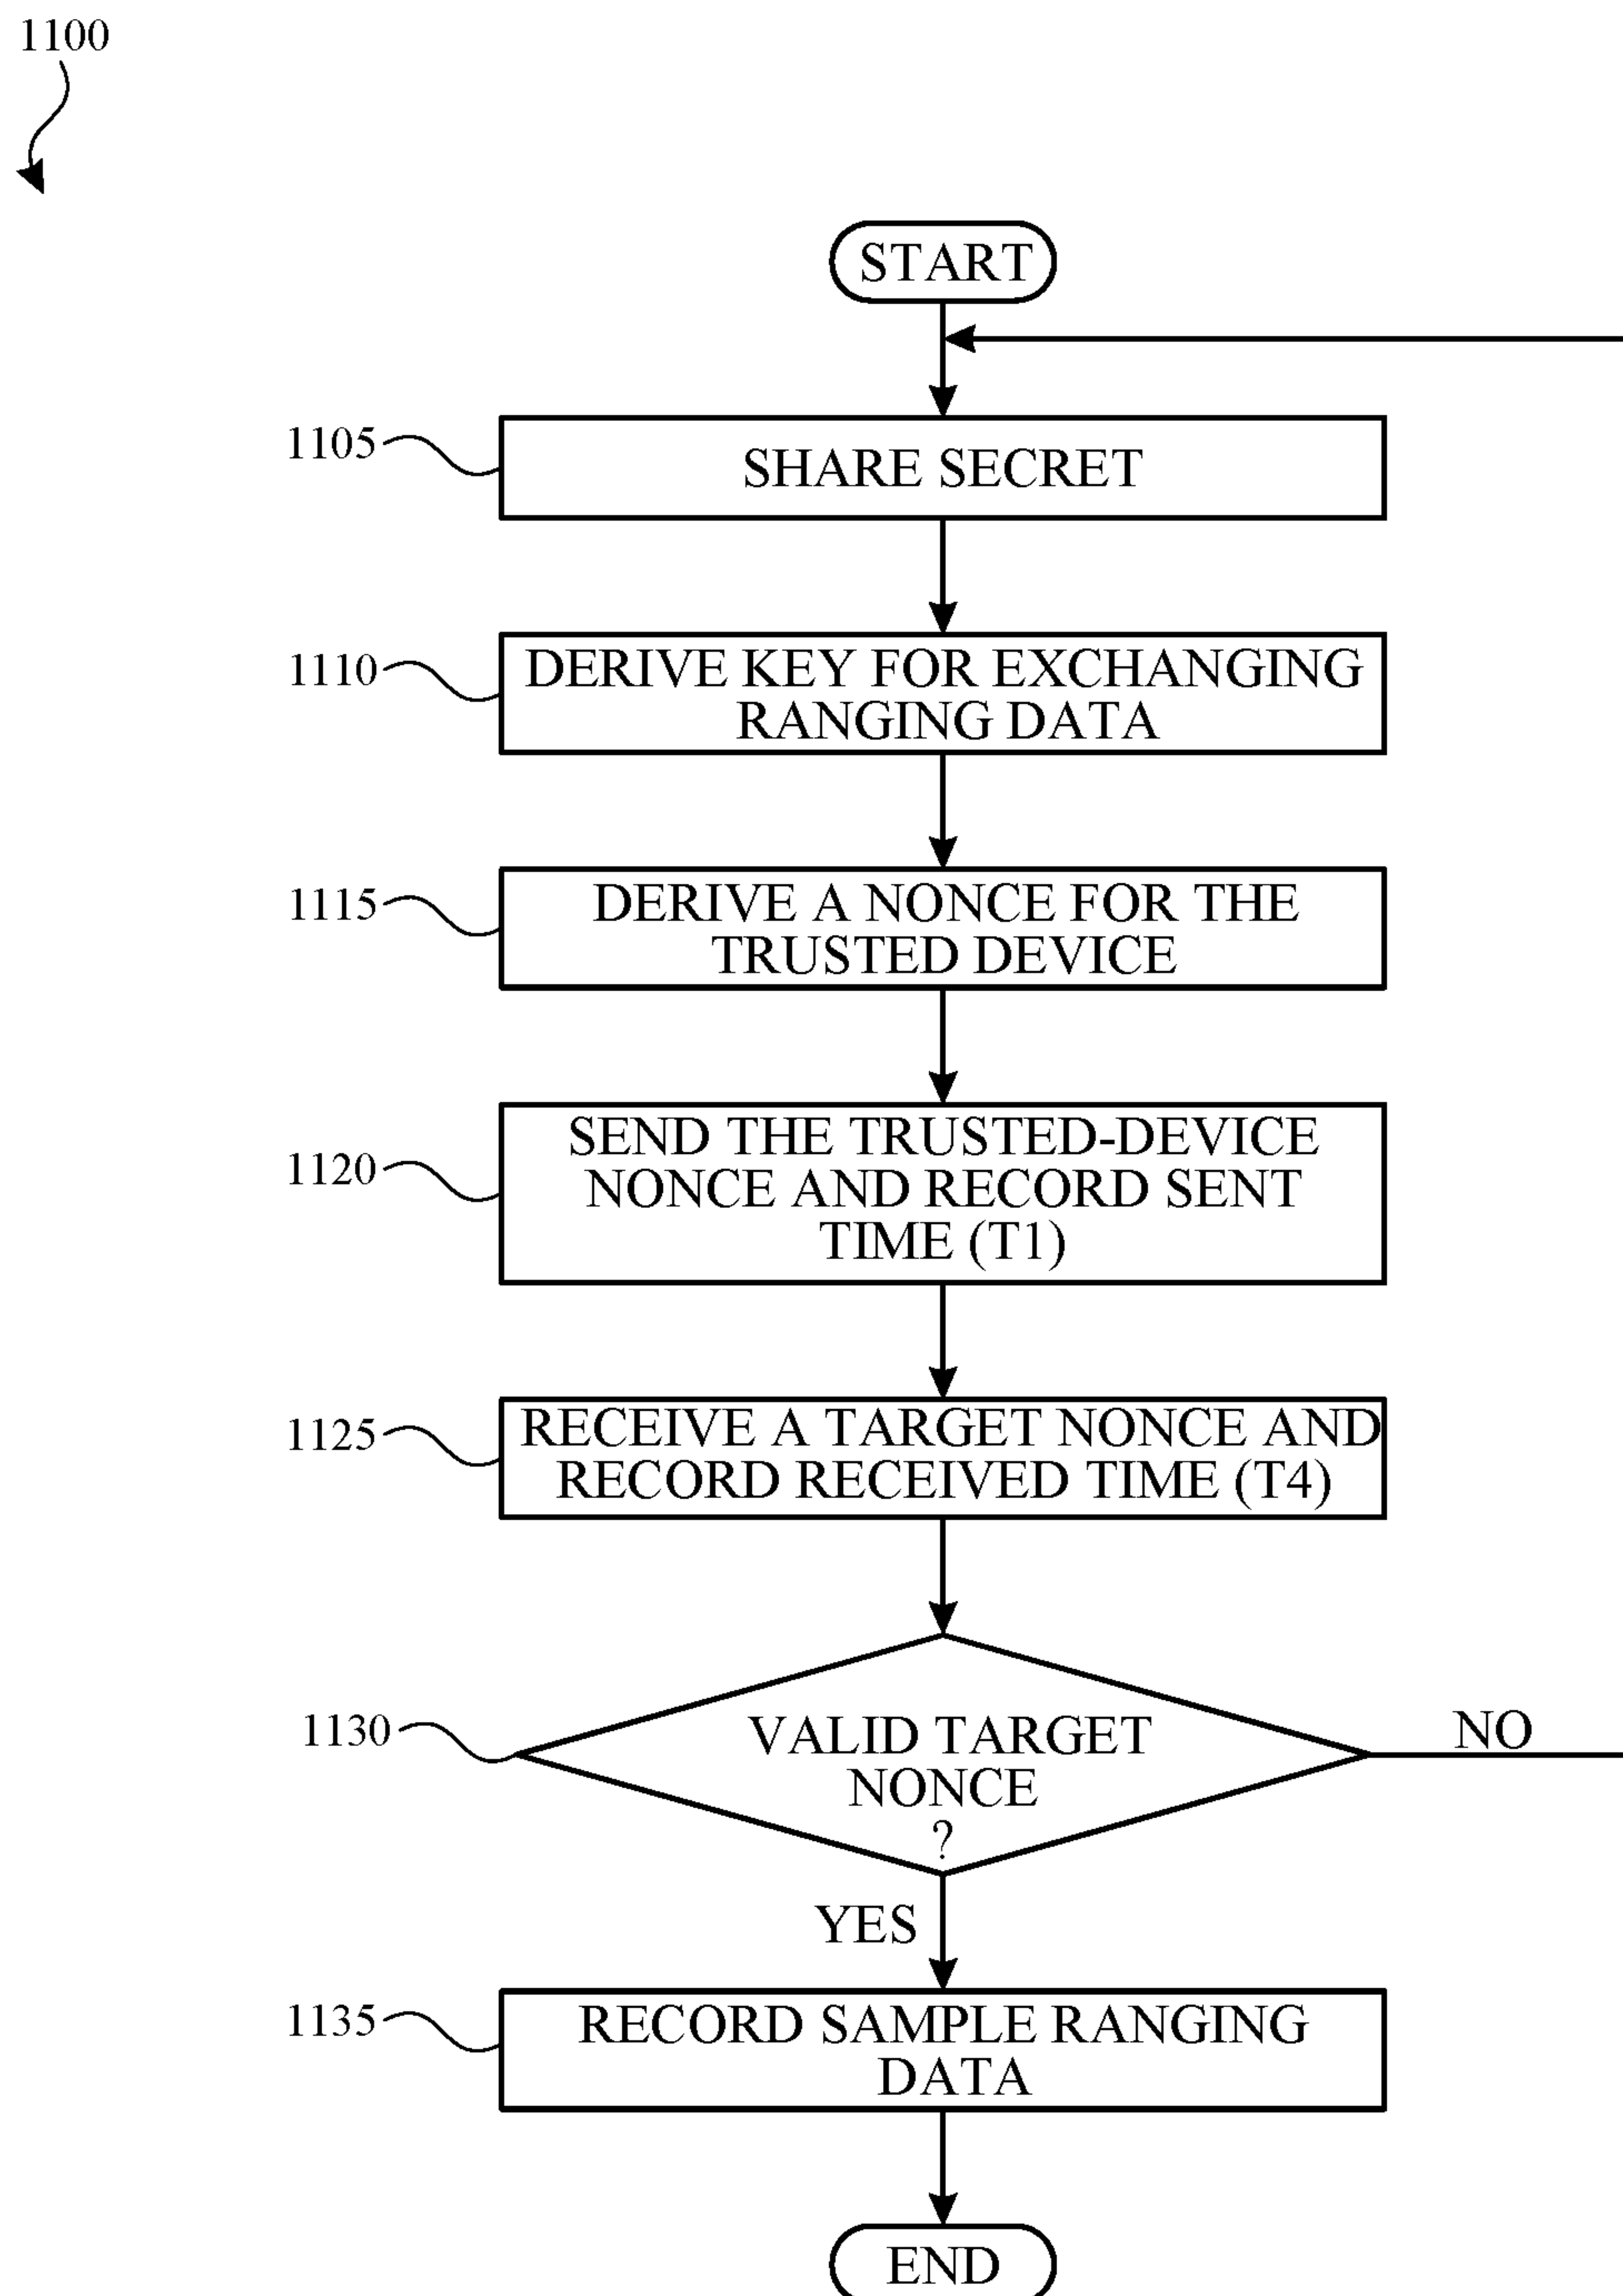 1100
START
1105
SHARE SECRET
1110
DERIVE KEY FOR EXCHANGING
RANGING DATA
1115
DERIVE A NONCE FOR THE
TRUSTED DEVICE
1120
SEND THE TRUSTED-DEVICE
NONCE AND RECORD SENT
TIME (T1)
1125
RECEIVE A TARGET NONCE AND
RECORD RECEIVED TIME (T4)
1130
VALID TARGET
NONCE
?
NO
YES
1135
RECORD SAMPLE RANGING
DATA
END